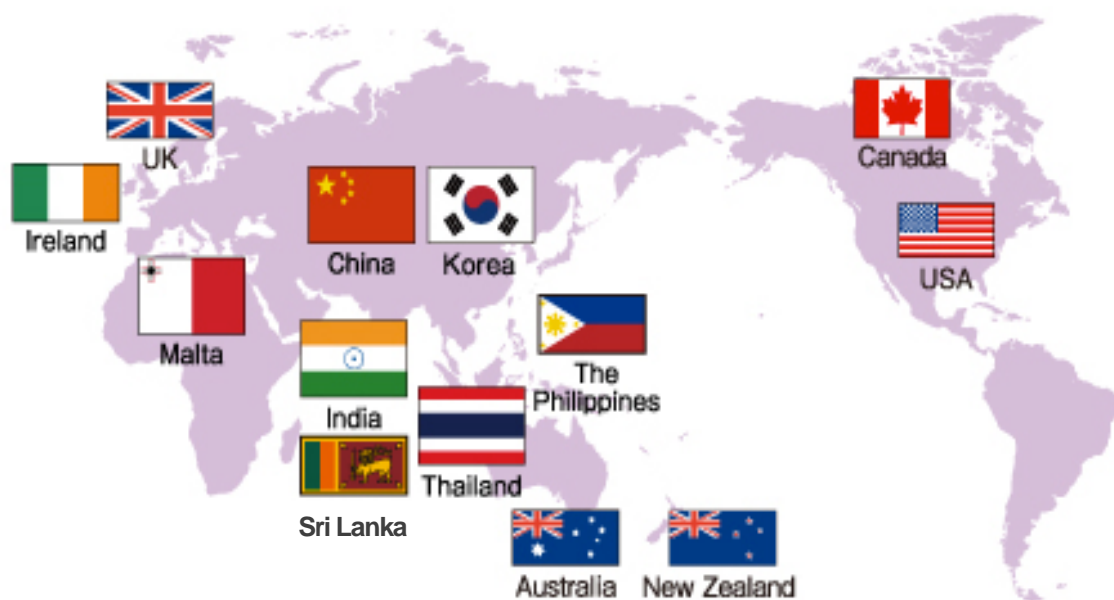 UK
Canada
Ireland
China
Korea
USA
Malta
The
Philippines
India
Thailand
Sri Lanka
Australia
New Zealand